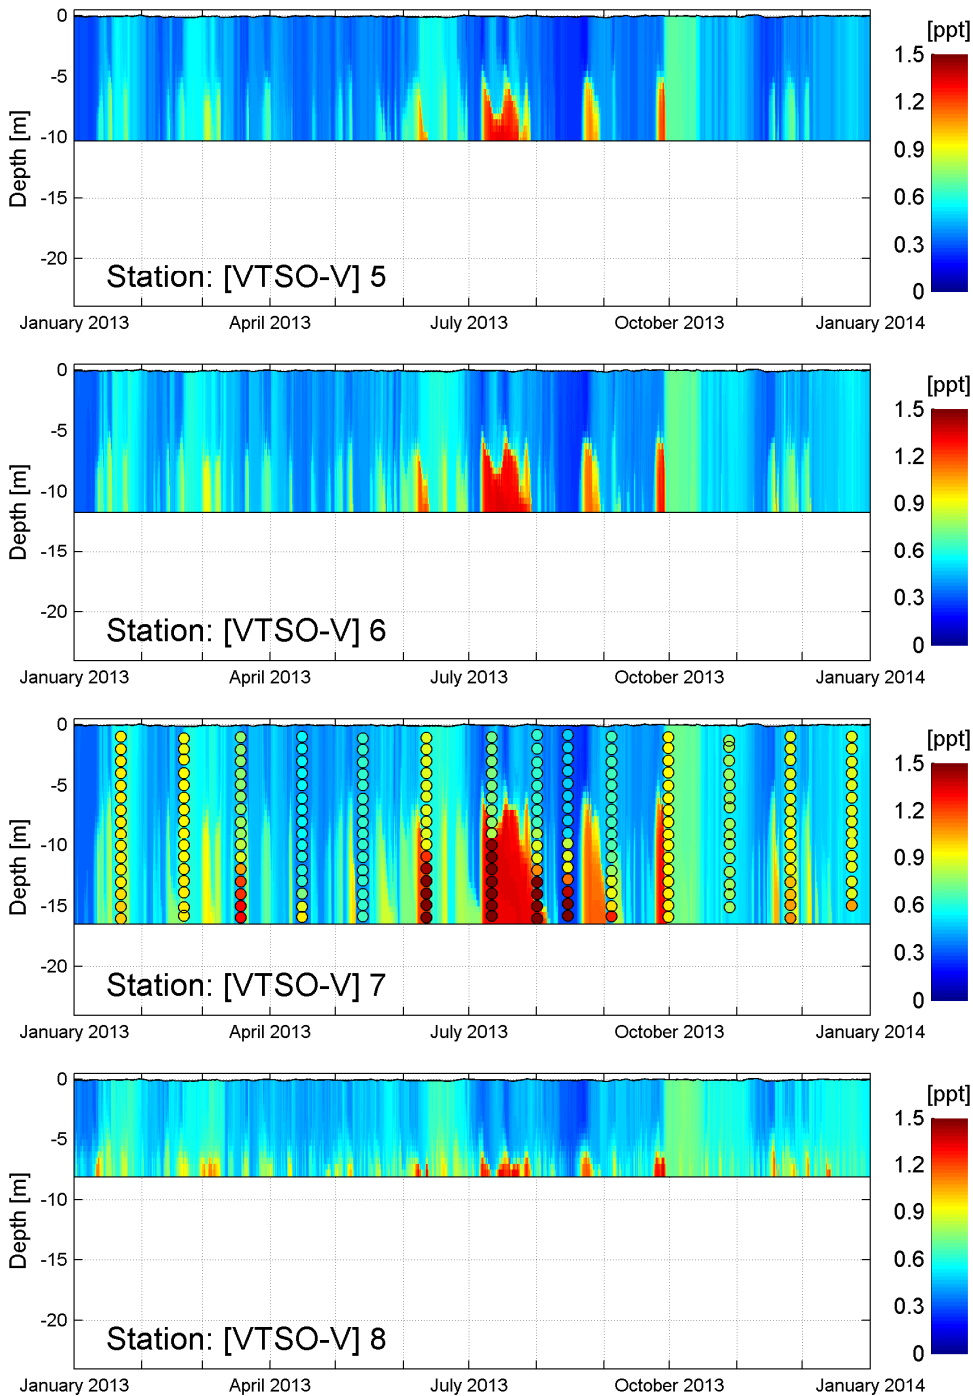 [ppt]
0
-5
-10
-15
-20
Depth [m]
1.5
1.2
0.9
0.6
0.3
0
Station: [VTSO-V] 5
January 2013 April 2013 July 2013 October 2013 January 2014
[ppt]
0
-5
-10
-15
-20
Depth [m]
1.5
1.2
0.9
0.6
0.3
0
Station: [VTSO-V] 6
January 2013 April 2013 July 2013 October 2013 January 2014
[ppt]
0
-5
-10
-15
-20
Depth [m]
1.5
1.2
0.9
0.6
0.3
0
Station: [VTSO-V] 7
January 2013 April 2013 July 2013 October 2013 January 2014
[ppt]
0
-5
-10
-15
-20
Depth [m]
1.5
1.2
0.9
0.6
0.3
0
Station: [VTSO-V] 8
January 2013 April 2013 July 2013 October 2013 January 2014